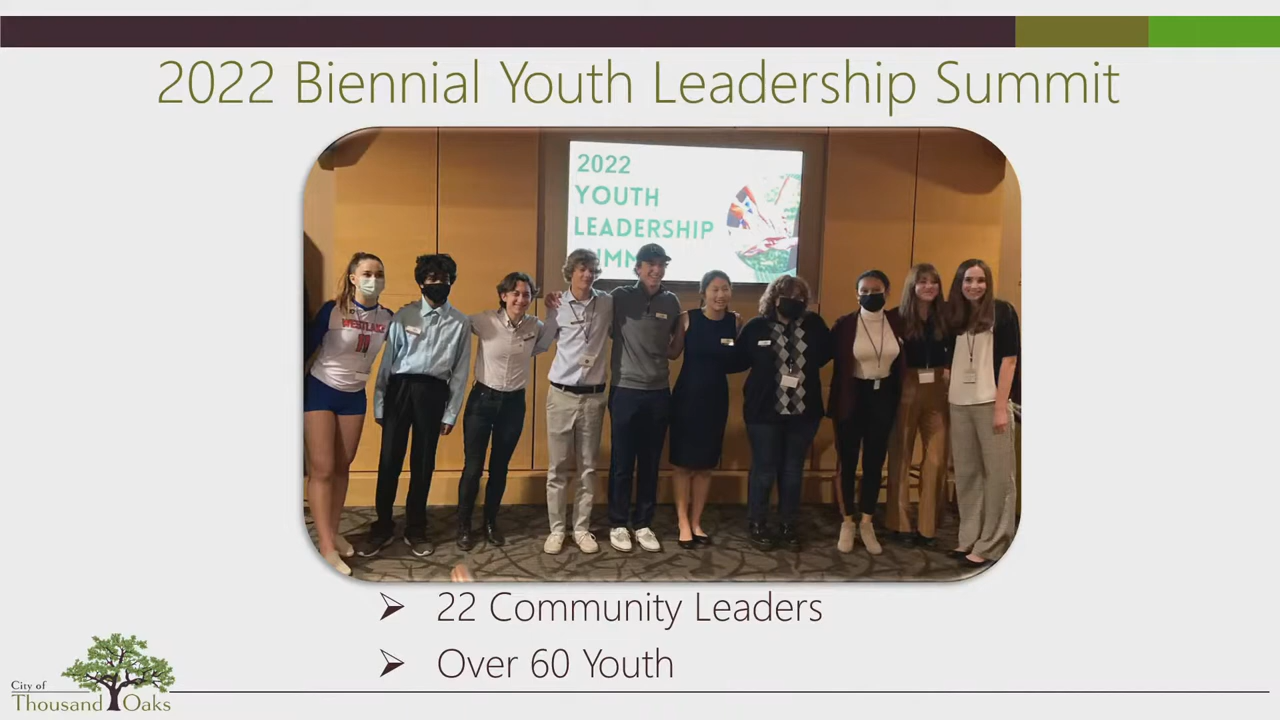 2022 Biennial Youth Leadership Summit
2022
YOUTH
LEADERSHIP
WESTLAKE
22 Community Leaders
Over 60 Youth
City of
Thousand Oaks